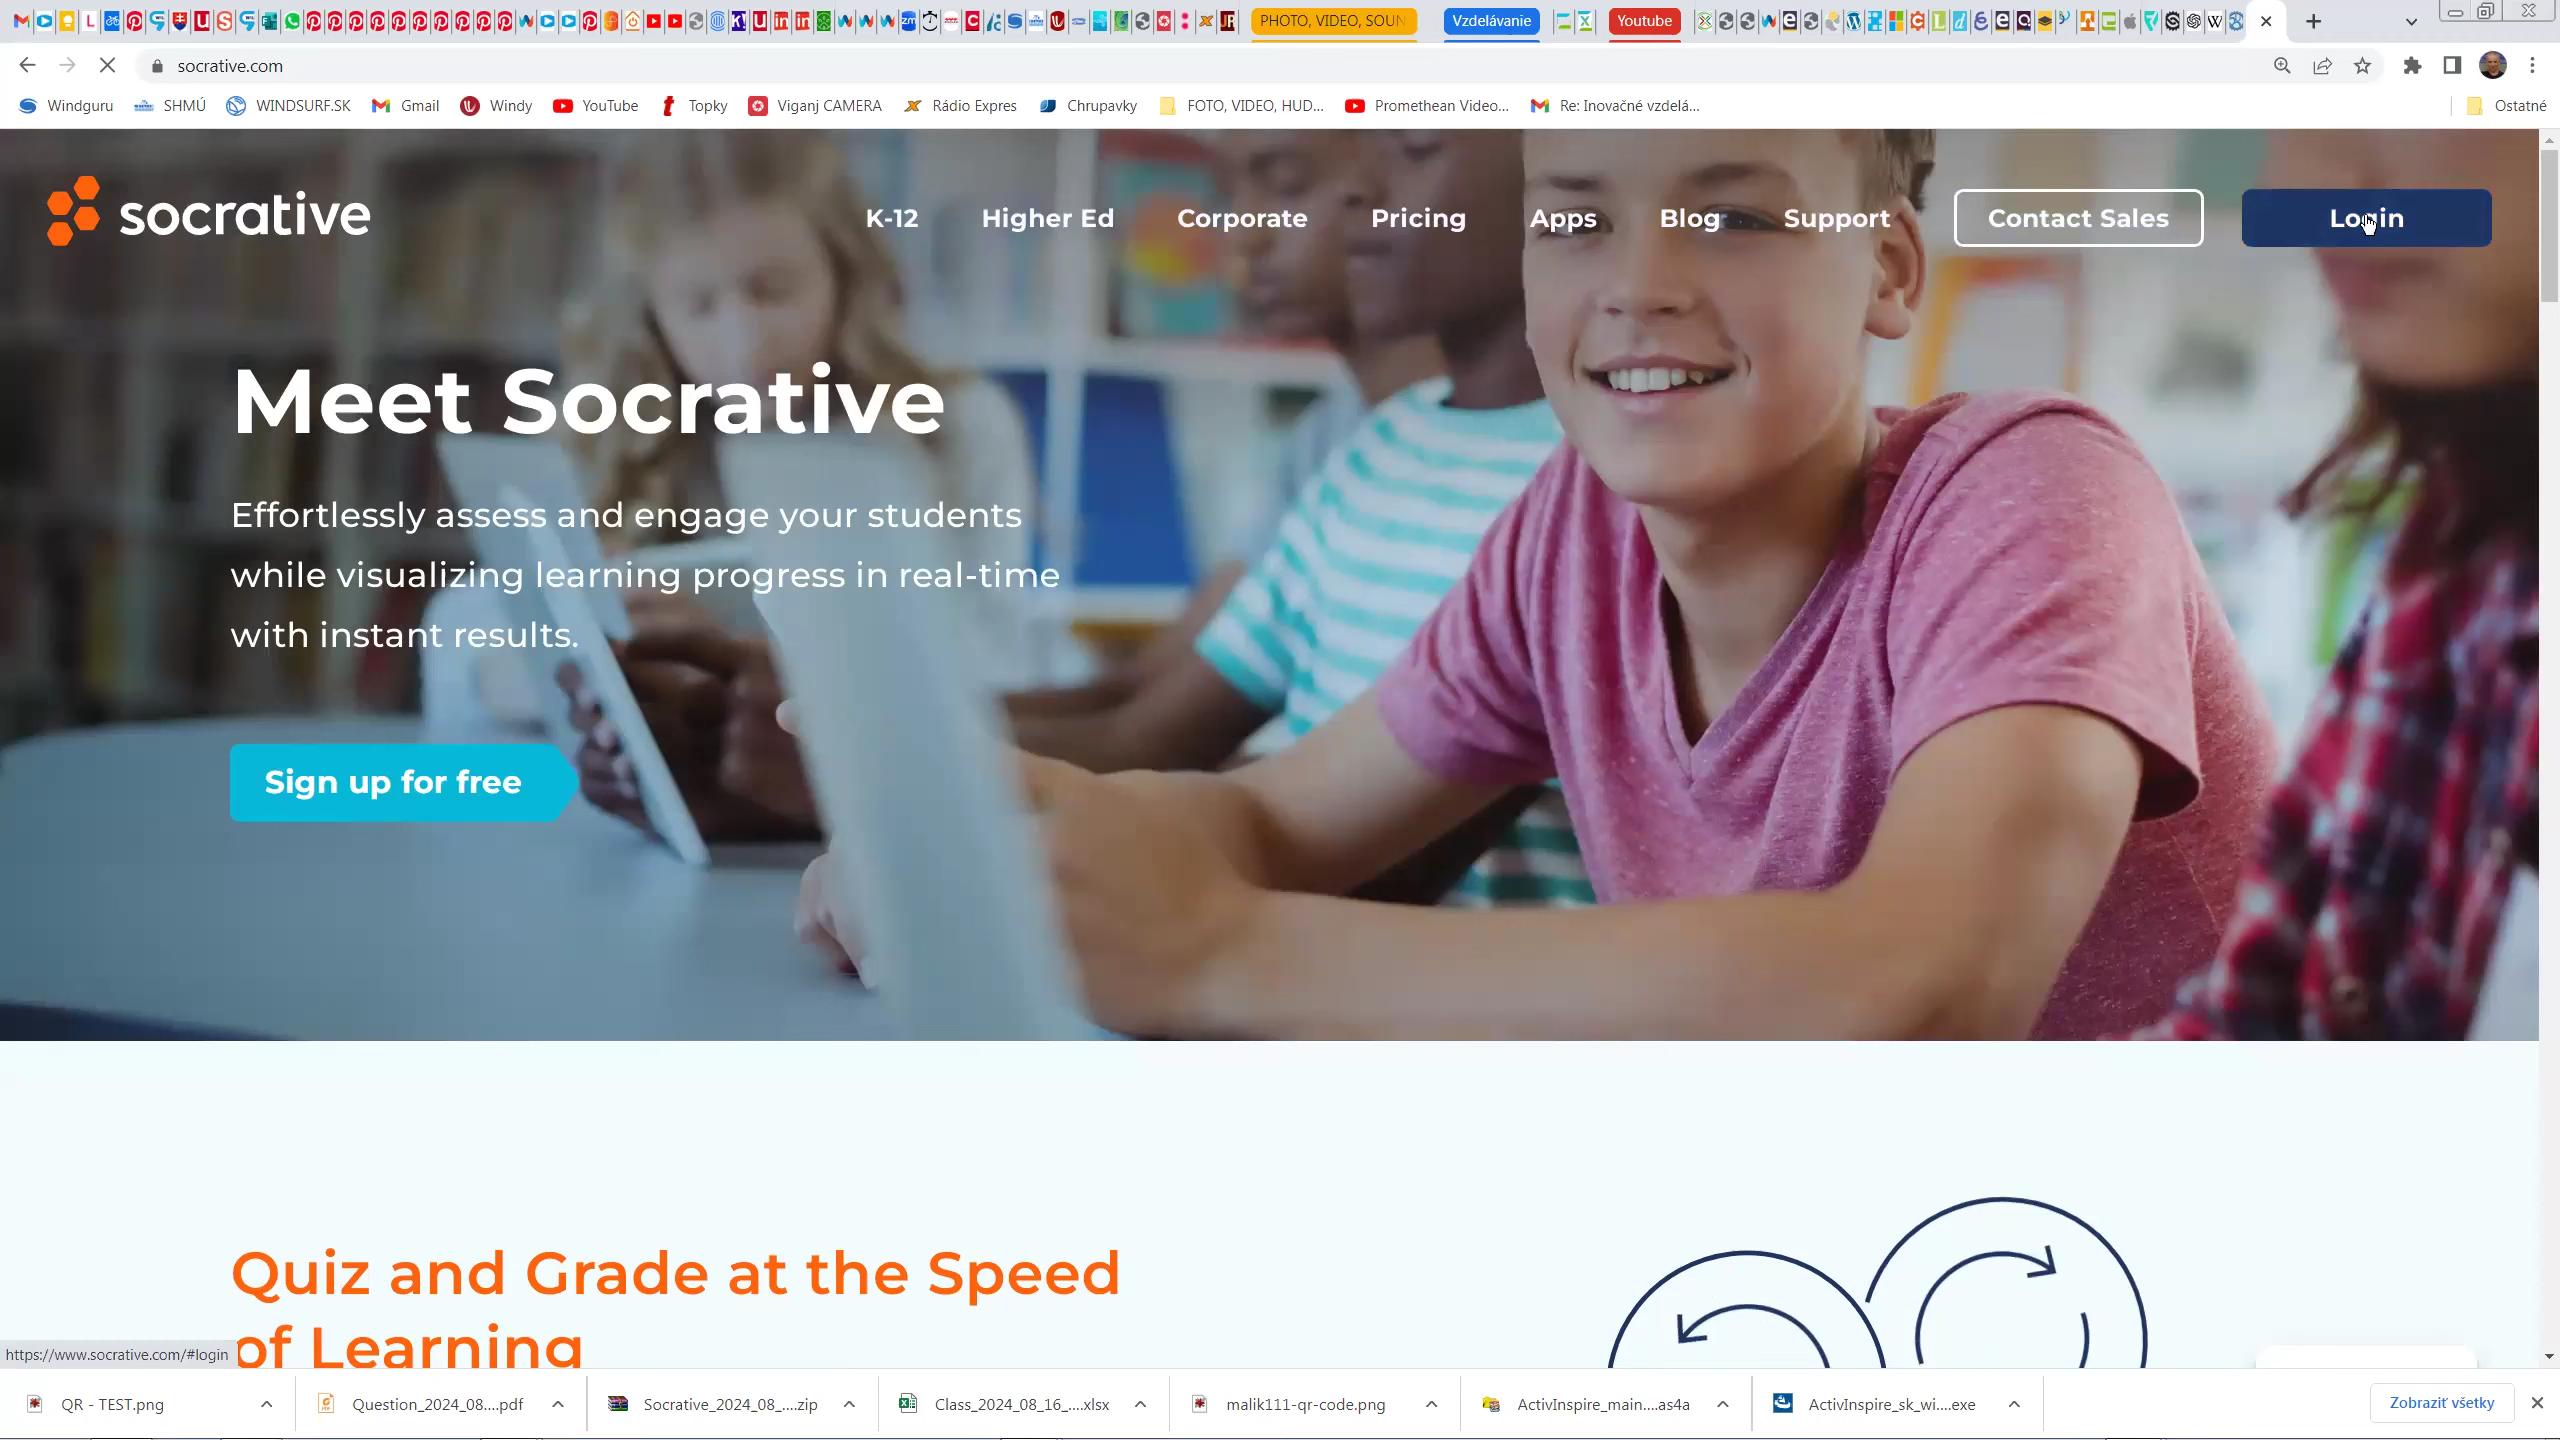 PHOTO, VIDEO, SOUN
Vzdelávanie
Youtube
socrative.com
Windguru
SHMÚ
WINDSURF.SK
Gmail
Windy
YouTube
Topky
Viganj CAMERA
Rádio Expres
Chrupavky
FOTO, VIDEO, HUD...
Promethean Video...
Re: Inovačné vzdelá...
Ostatné
socrative
K-12
Higher Ed
Corporate
Pricing
Apps
Blog
Support
Contact Sales
Login
Meet Socrative
Effortlessly assess and engage your students
while visualizing learning progress in real-time
with instant results.
Sign up for free
Quiz and Grade at the Speed
of Learning
https://www.socrative.com/#login
QR - TEST.png
Question_2024_08....pdf
Socrative_2024_08_....zip
Class_2024_08_16_....xlsx
malik111-qr-code.png
ActivInspire_main....as4a
ActivInspire_sk_wi....exe
Zobraziť všetky